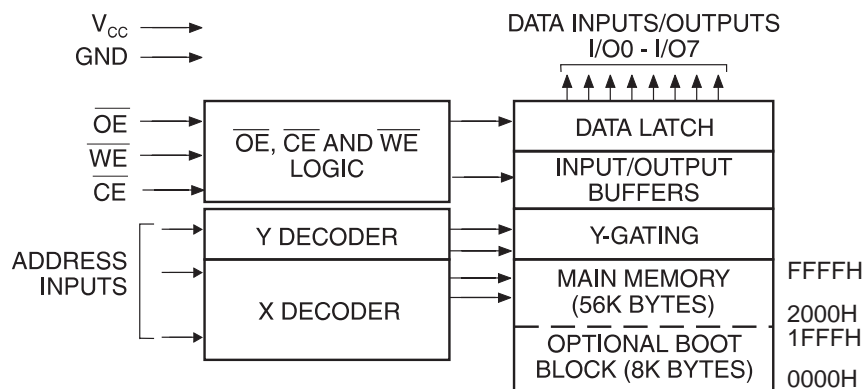 VCC
GND
DATA INPUTS/OUTPUTS
I/O0 - I/O7
OE
WE
CE
OE, CE AND WE
LOGIC
DATA LATCH
INPUT/OUTPUT
BUFFERS
ADDRESS
INPUTS
Y DECODER
Y-GATING
X DECODER
MAIN MEMORY
(56K BYTES)
OPTIONAL BOOT
BLOCK (8K BYTES)
FFFFH
2000H
1FFFH
0000H